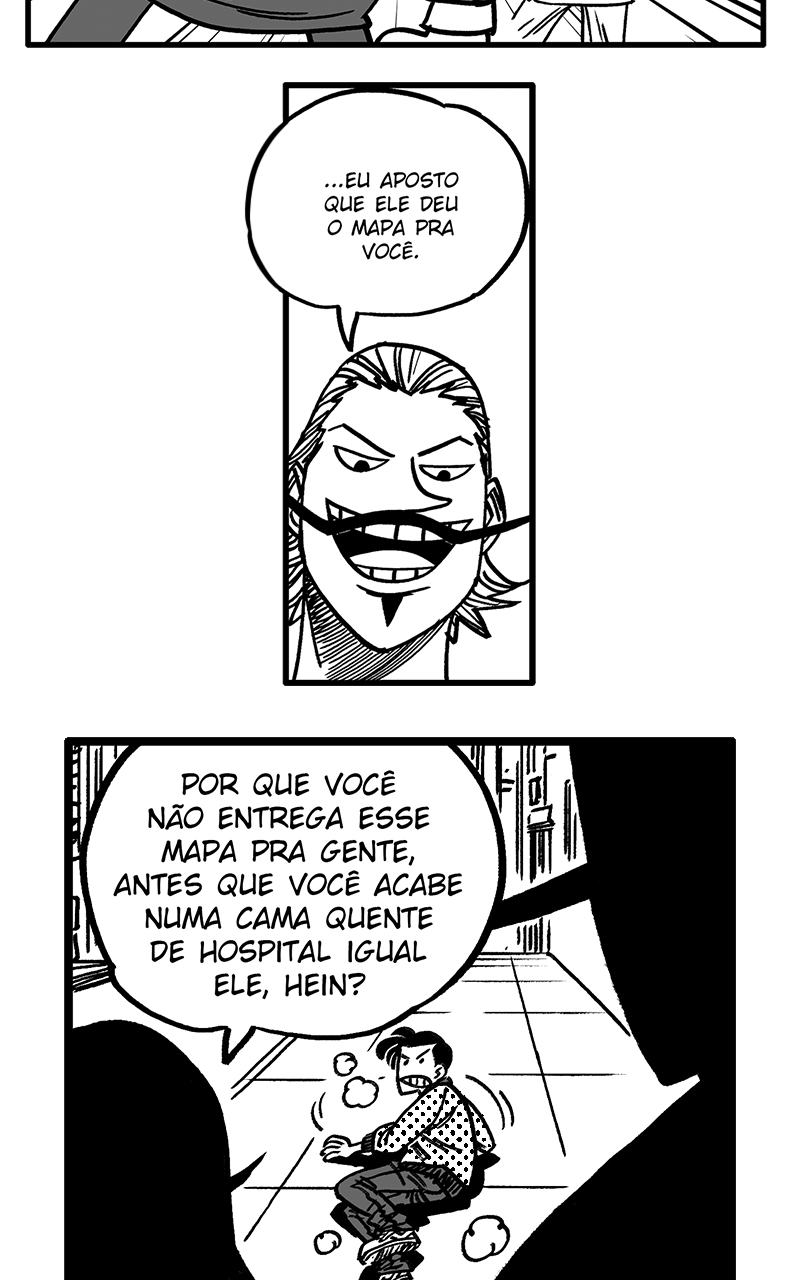 ...EU APOSTO
QUE ELE DEU
O MAPA PRA
VOCÊ.
POR QUE VOCÊ
NÃO ENTREGA ESSE
MAPA PRA GENTE,
ANTES QUE VOCÊ ACABE
NUMA CAMA QUENTE
DE HOSPITAL IGUAL
ELE, HEIN?